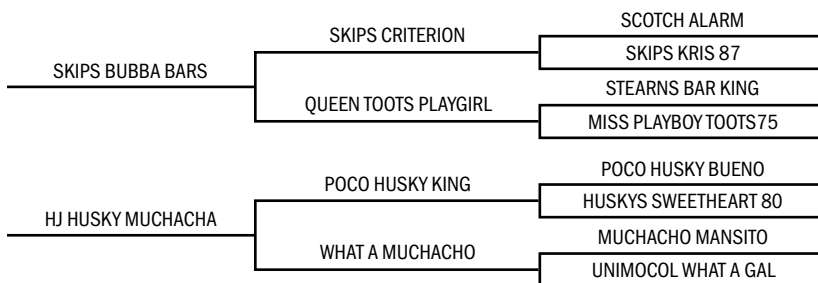 SCOTCH ALARM
SKIPS CRITERION
SKIPS KRIS 87
SKIPS BUBBA BARS
STEARNS BAR KING
QUEEN TOOTS PLAYGIRL
MISS PLAYBOY TOOTS75
POCO HUSKY BUENO
POCO HUSKY KING
HUSKYS SWEETHEART 80
HJ HUSKY MUCHACHA
MUCHACHO MANSITO
WHAT A MUCHACHO
UNIMOCOL WHAT A GAL